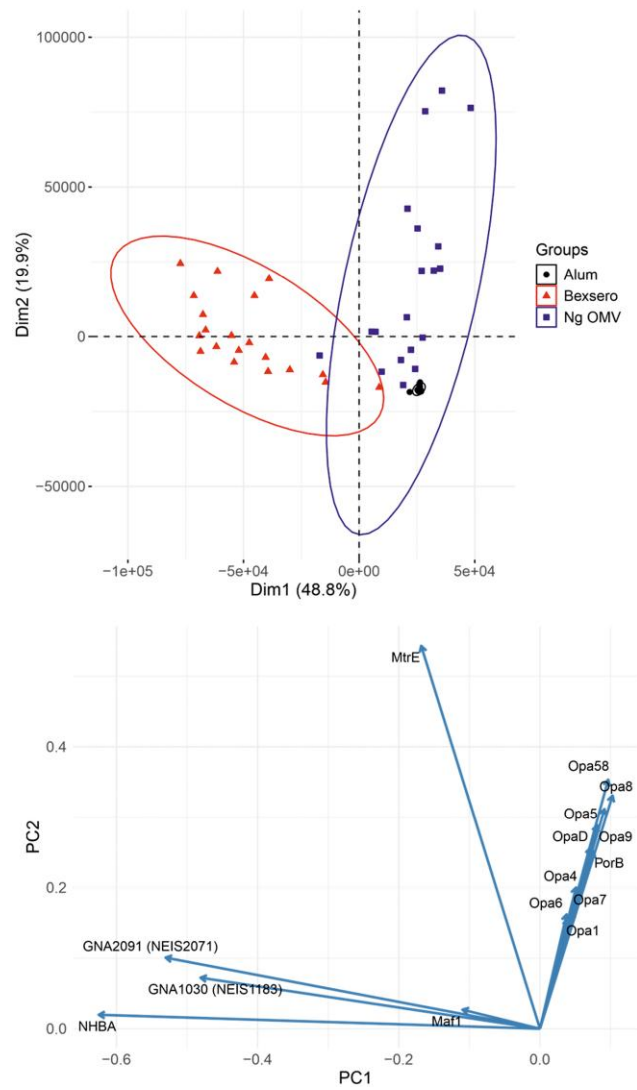 100000
50000
0
−50000
Dim2 (19.9%)
−1e+05
−5e+04
0e+00
5e+04
Dim1 (48.8%)
Groups
Alum
Bexsero
Ng OMV
MtrE
Opa58
Opa8
Opa5
OpaD
Opa9
PorB
Opa4
Opa6
Opa7
Opa1
GNA2091 (NEIS2071)
GNA1030 (NEIS1183)
NHBA
Maf1
0.4
0.2
0.0
PC2
−0.6
−0.4
−0.2
0.0
PC1